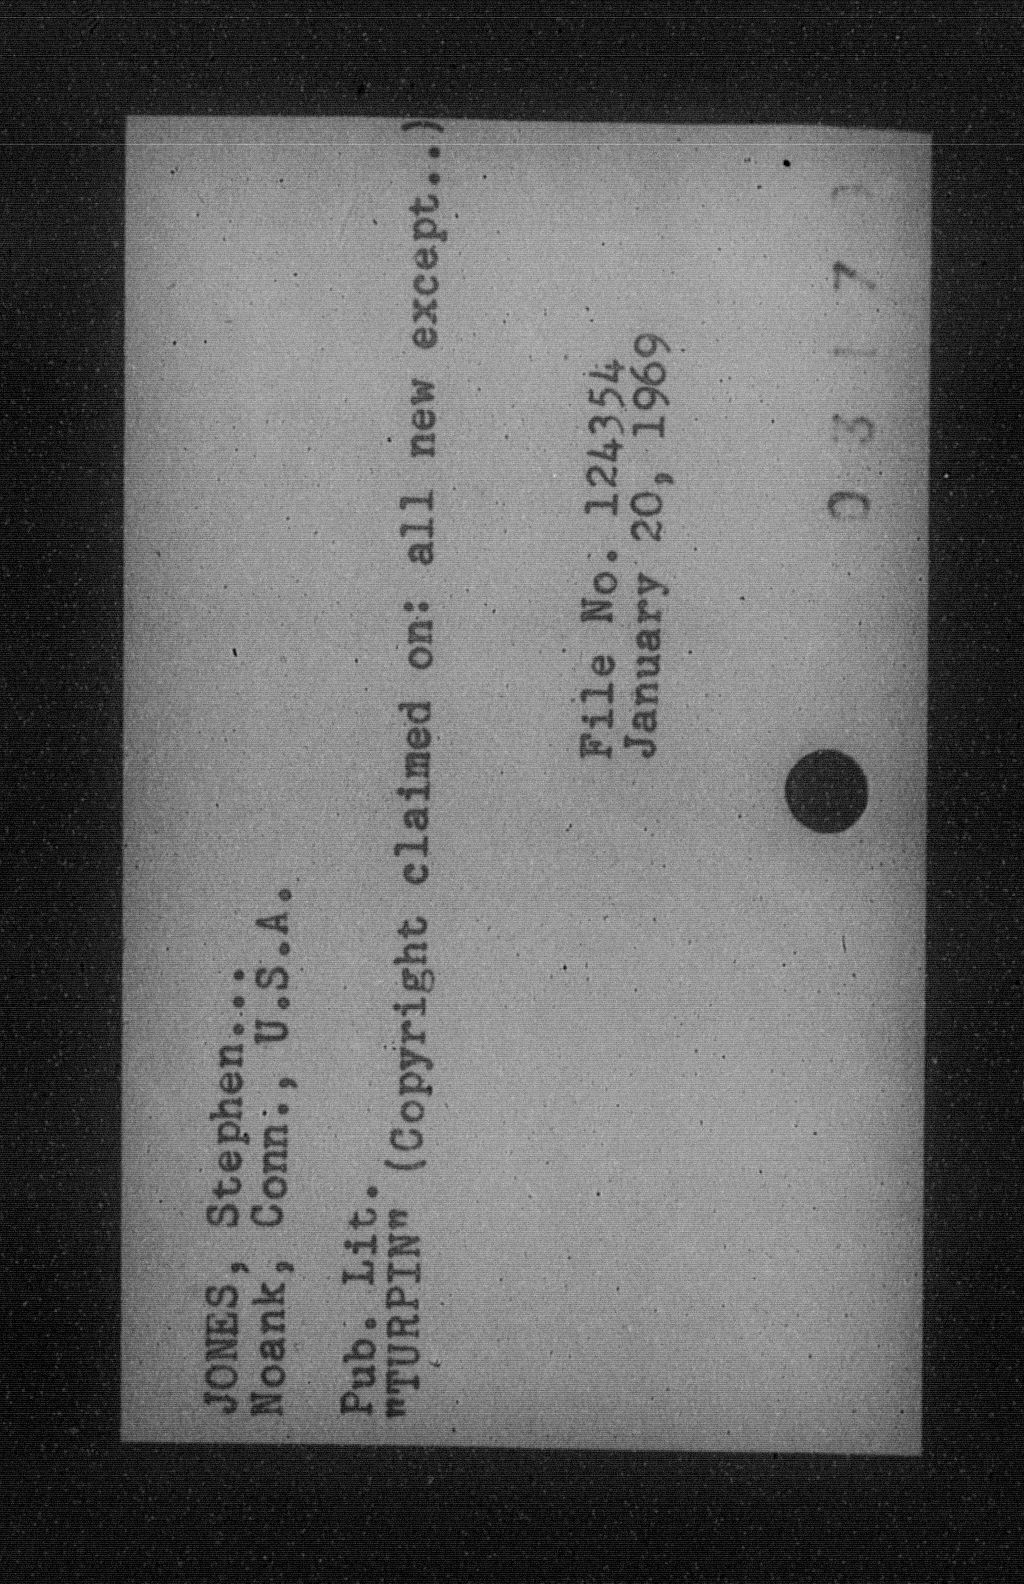 JONES, Stephen...
Noank, Conn., U.S.A.
Pub. Lit.
"TURPIN" (Copyright claimed on: all new except...)
File No. 124354
January 20, 1969